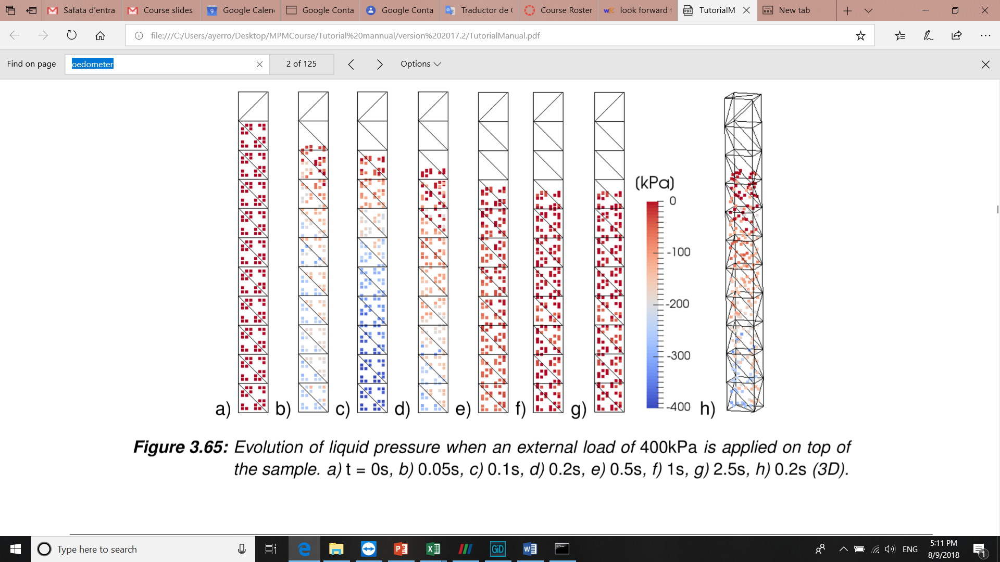 Safata d'entra
Course slides
9
Google Calen
Google Conta
Google Conta
Traductor de
Course Roster
look forward t
PDF
TutorialM
New tab
file:///C:/Users/ayerro/Desktop/MPMCourse/Tutorial%20mannual/version%202017.2/TutorialManual.pdf
Find on page
oedometer
2 of 125
Options
(kPa)
0
-100
-200
-300
-400
a)
b)
c)
d)
e)
f)
g)
h)
Figure 3.65: Evolution of liquid pressure when an external load of 400kPa is applied on top of
the sample. a) t = 0s, b) 0.05s, c) 0.1s, d) 0.2s, e) 0.5s, f) 1s, g) 2.5s, h) 0.2s (3D).
Type here to search
GiD
ENG
5:11 PM
8/9/2018
1